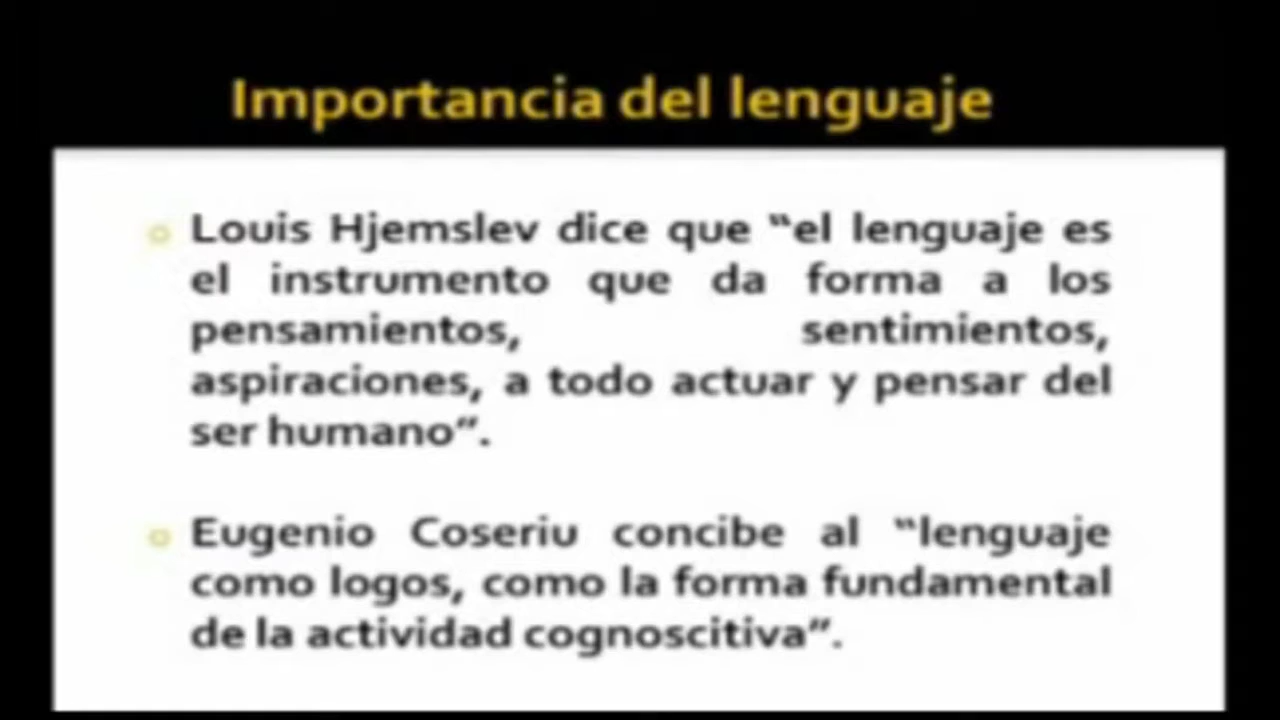 Importancia del lenguaje
Louis Hjemslev dice que “el lenguaje es
el instrumento que da forma a los
pensamientos, sentimientos,
aspiraciones, a todo actuar y pensar del
ser humano”.
Eugenio Coseriu concibe al “lenguaje
como logos, como la forma fundamental
de la actividad cognoscitiva”.